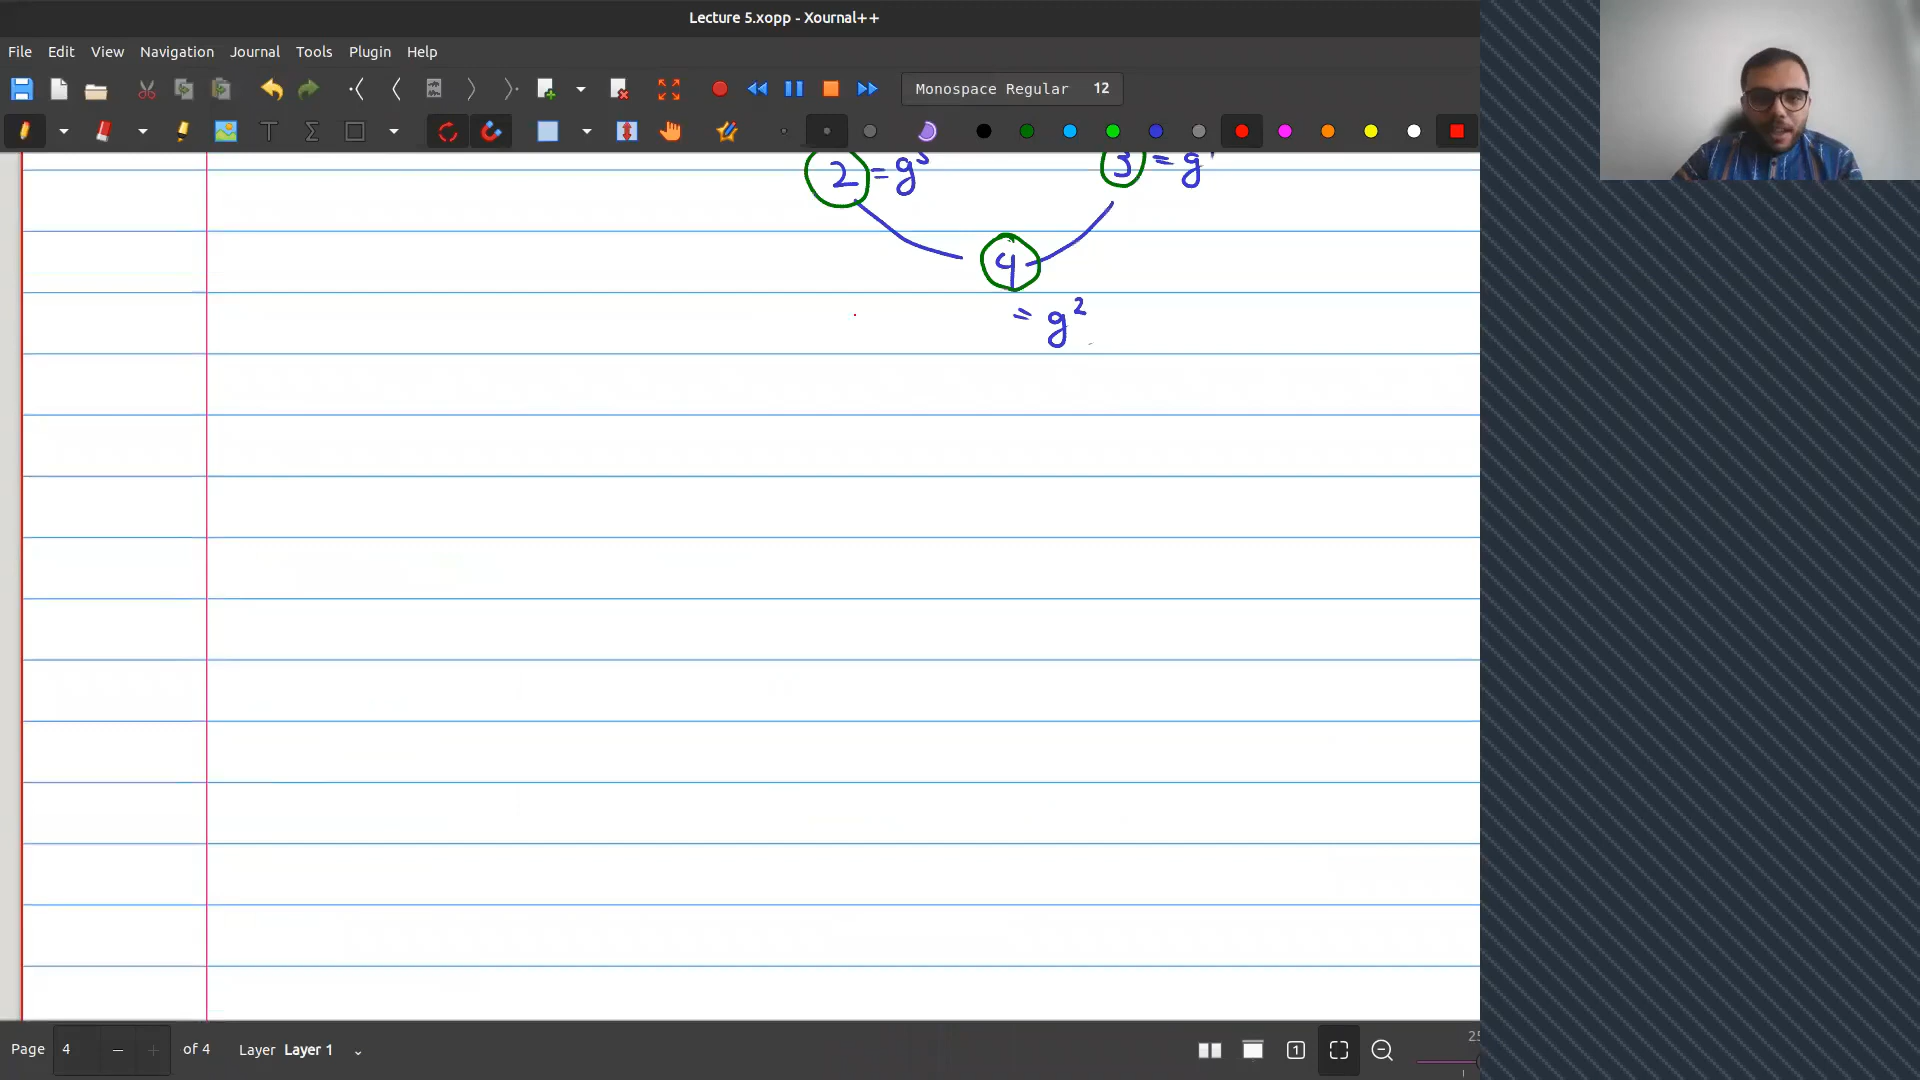 Lecture 5.xopp - Xournal++
File Edit View Navigation Journal Tools Plugin Help
Monospace Regular 12
2 = g³ 3 = g
4
= g²
Page 4 of 4 Layer Layer 1